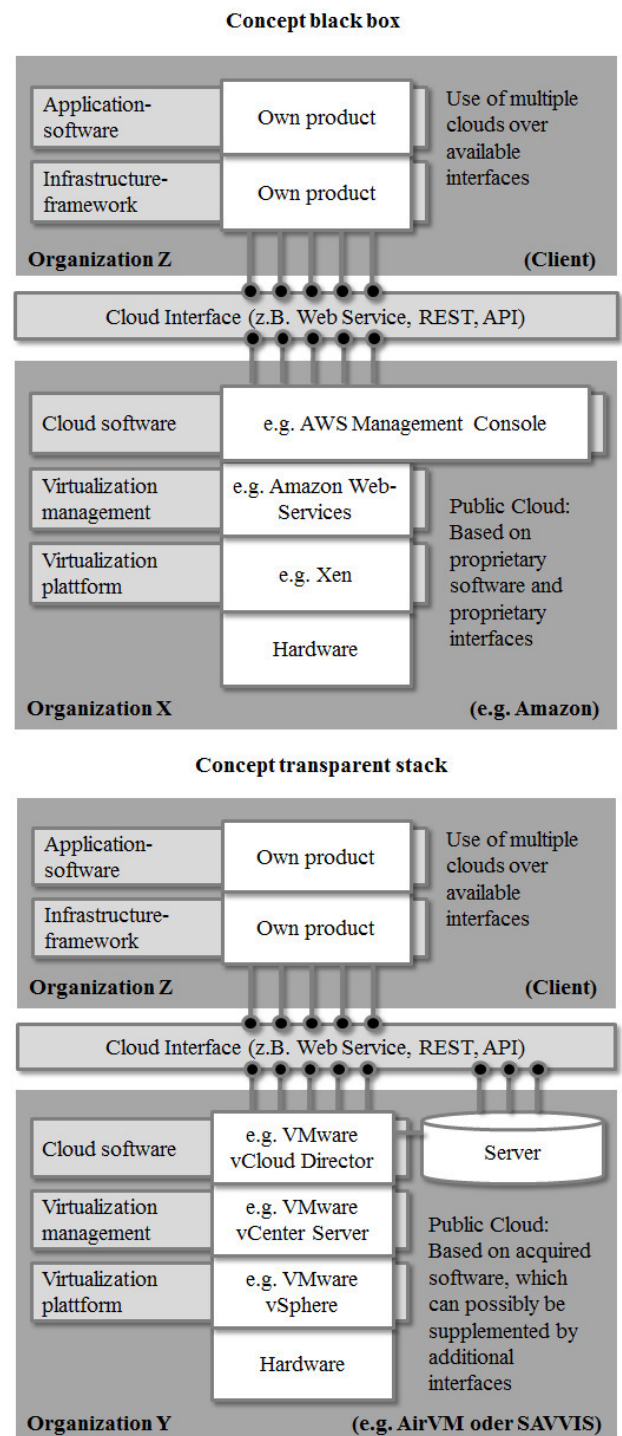 Concept black box
Application-
software
Own product
Use of multiple
clouds over
available
interfaces
Infrastructure-
framework
Own product
Organization Z
(Client)
Cloud Interface (z.B. Web Service, REST, API)
Cloud software
e.g. AWS Management Console
Virtualization
management
e.g. Amazon Web-
Services
Public Cloud:
Based on
proprietary
software and
proprietary
interfaces
Virtualization
plattform
e.g. Xen
Hardware
Organization X
(e.g. Amazon)
Concept transparent stack
Application-
software
Own product
Use of multiple
clouds over
available
interfaces
Infrastructure-
framework
Own product
Organization Z
(Client)
Cloud Interface (z.B. Web Service, REST, API)
Cloud software
e.g. VMware
vCloud Director
Server
Virtualization
management
e.g. VMware
vCenter Server
Public Cloud:
Based on acquired
software, which
can possibly be
supplemented by
additional
interfaces
Virtualization
plattform
e.g. VMware
vSphere
Hardware
Organization Y
(e.g. AirVM oder SAVVIS)